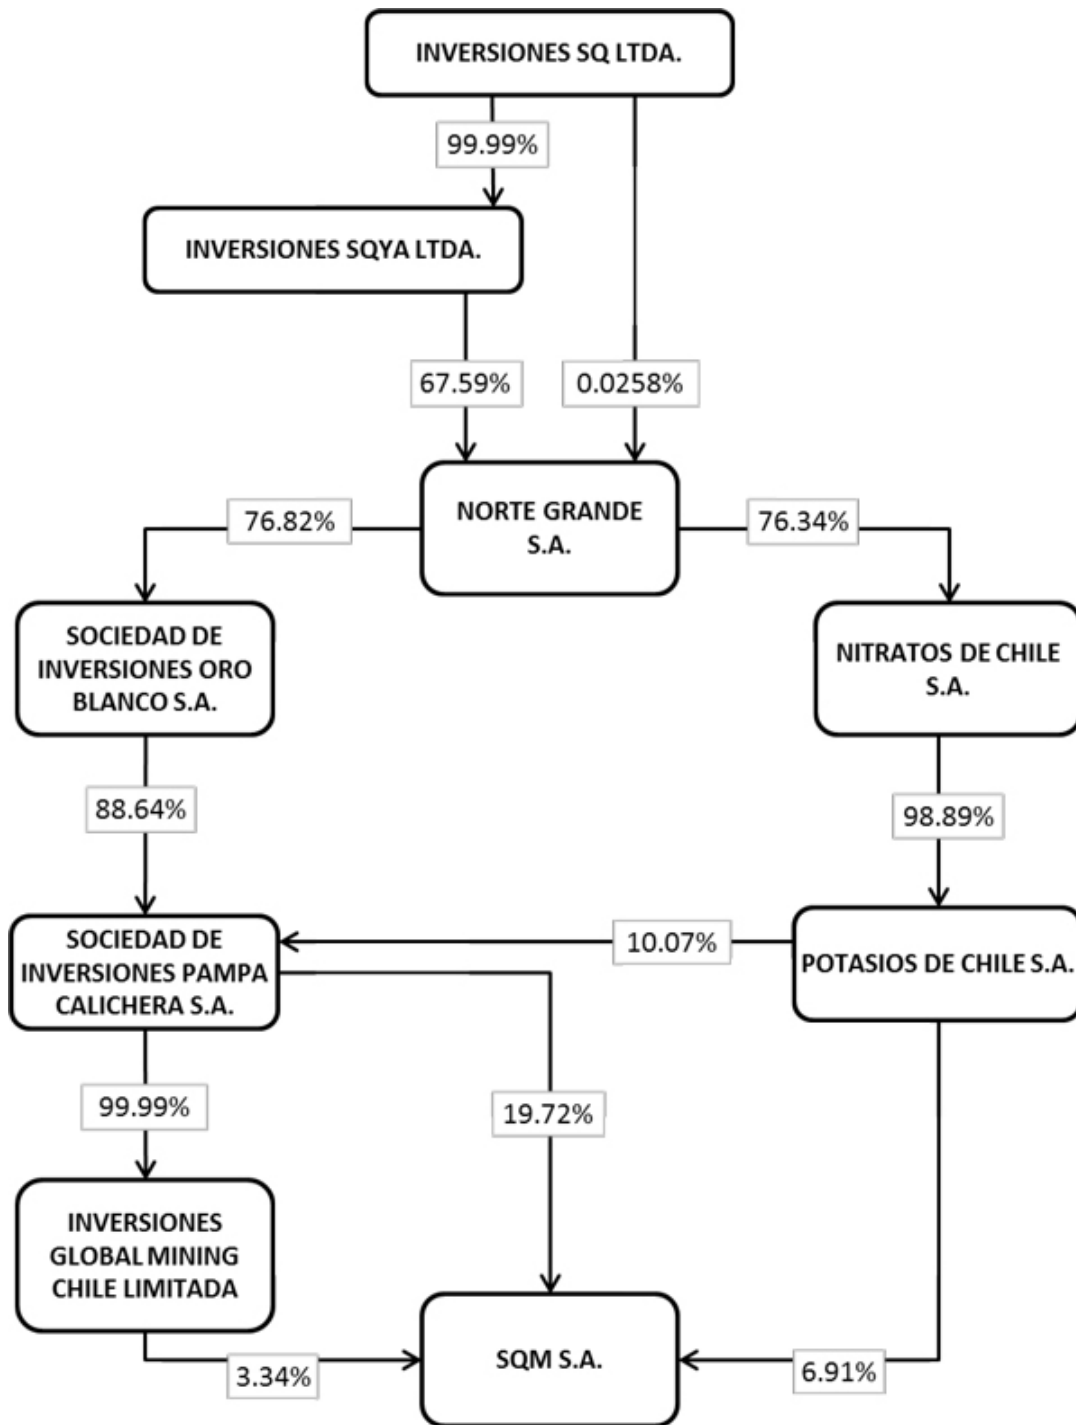 INVERSIONES SQ LTDA.
99.99%
INVERSIONES SQYA LTDA.
67.59%
0.0258%
NORTE GRANDE
S.A.
76.82%
76.34%
SOCIEDAD DE
INVERSIONES ORO
BLANCO S.A.
NITRATOS DE CHILE
S.A.
88.64%
98.89%
SOCIEDAD DE
INVERSIONES PAMPA
CALICHERA S.A.
10.07%
POTASIOS DE CHILE S.A.
99.99%
19.72%
INVERSIONES
GLOBAL MINING
CHILE LIMITADA
SQM S.A.
3.34%
6.91%